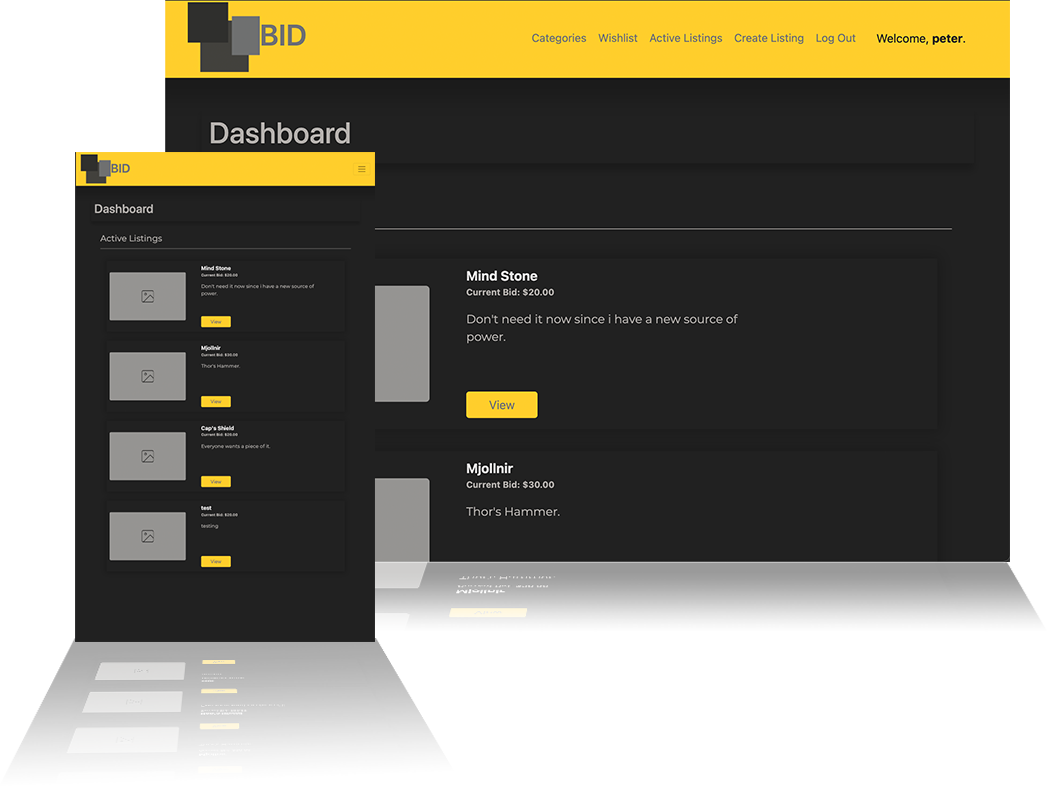 BID
Categories Wishlist Active Listings Create Listing Log Out Welcome, peter.
Dashboard
Mind Stone
Current Bid: $20.00
Don't need it now since i have a new source of
power.
View
Mjollnir
Current Bid: $30.00
Thor's Hammer.
BID
Dashboard
Active Listings
Mind Stone
Current Bid: $20.00
Don't need it now since i have a new source of
power.
View
Mjollnir
Current Bid: $30.00
Thor's Hammer.
View
Cap's Shield
Current Bid:
Everyone wants a piece of it.
View
test
Current Bid:
testing
View